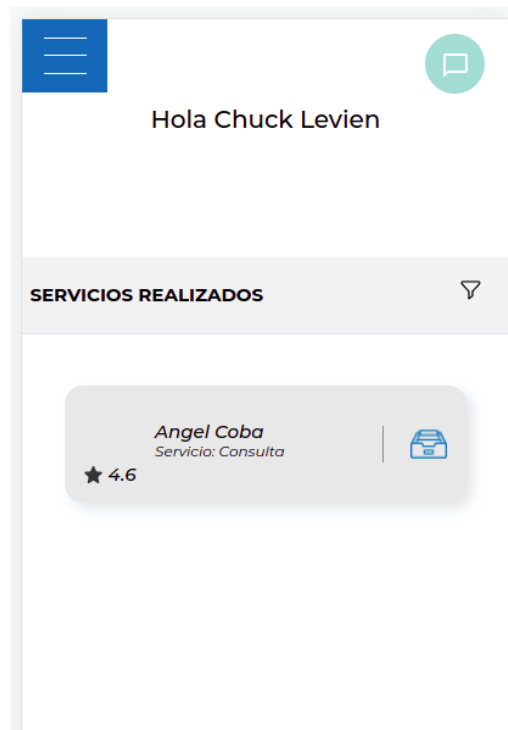 Hola Chuck Levien
SERVICIOS REALIZADOS
Angel Coba
Servicio: Consulta
4.6